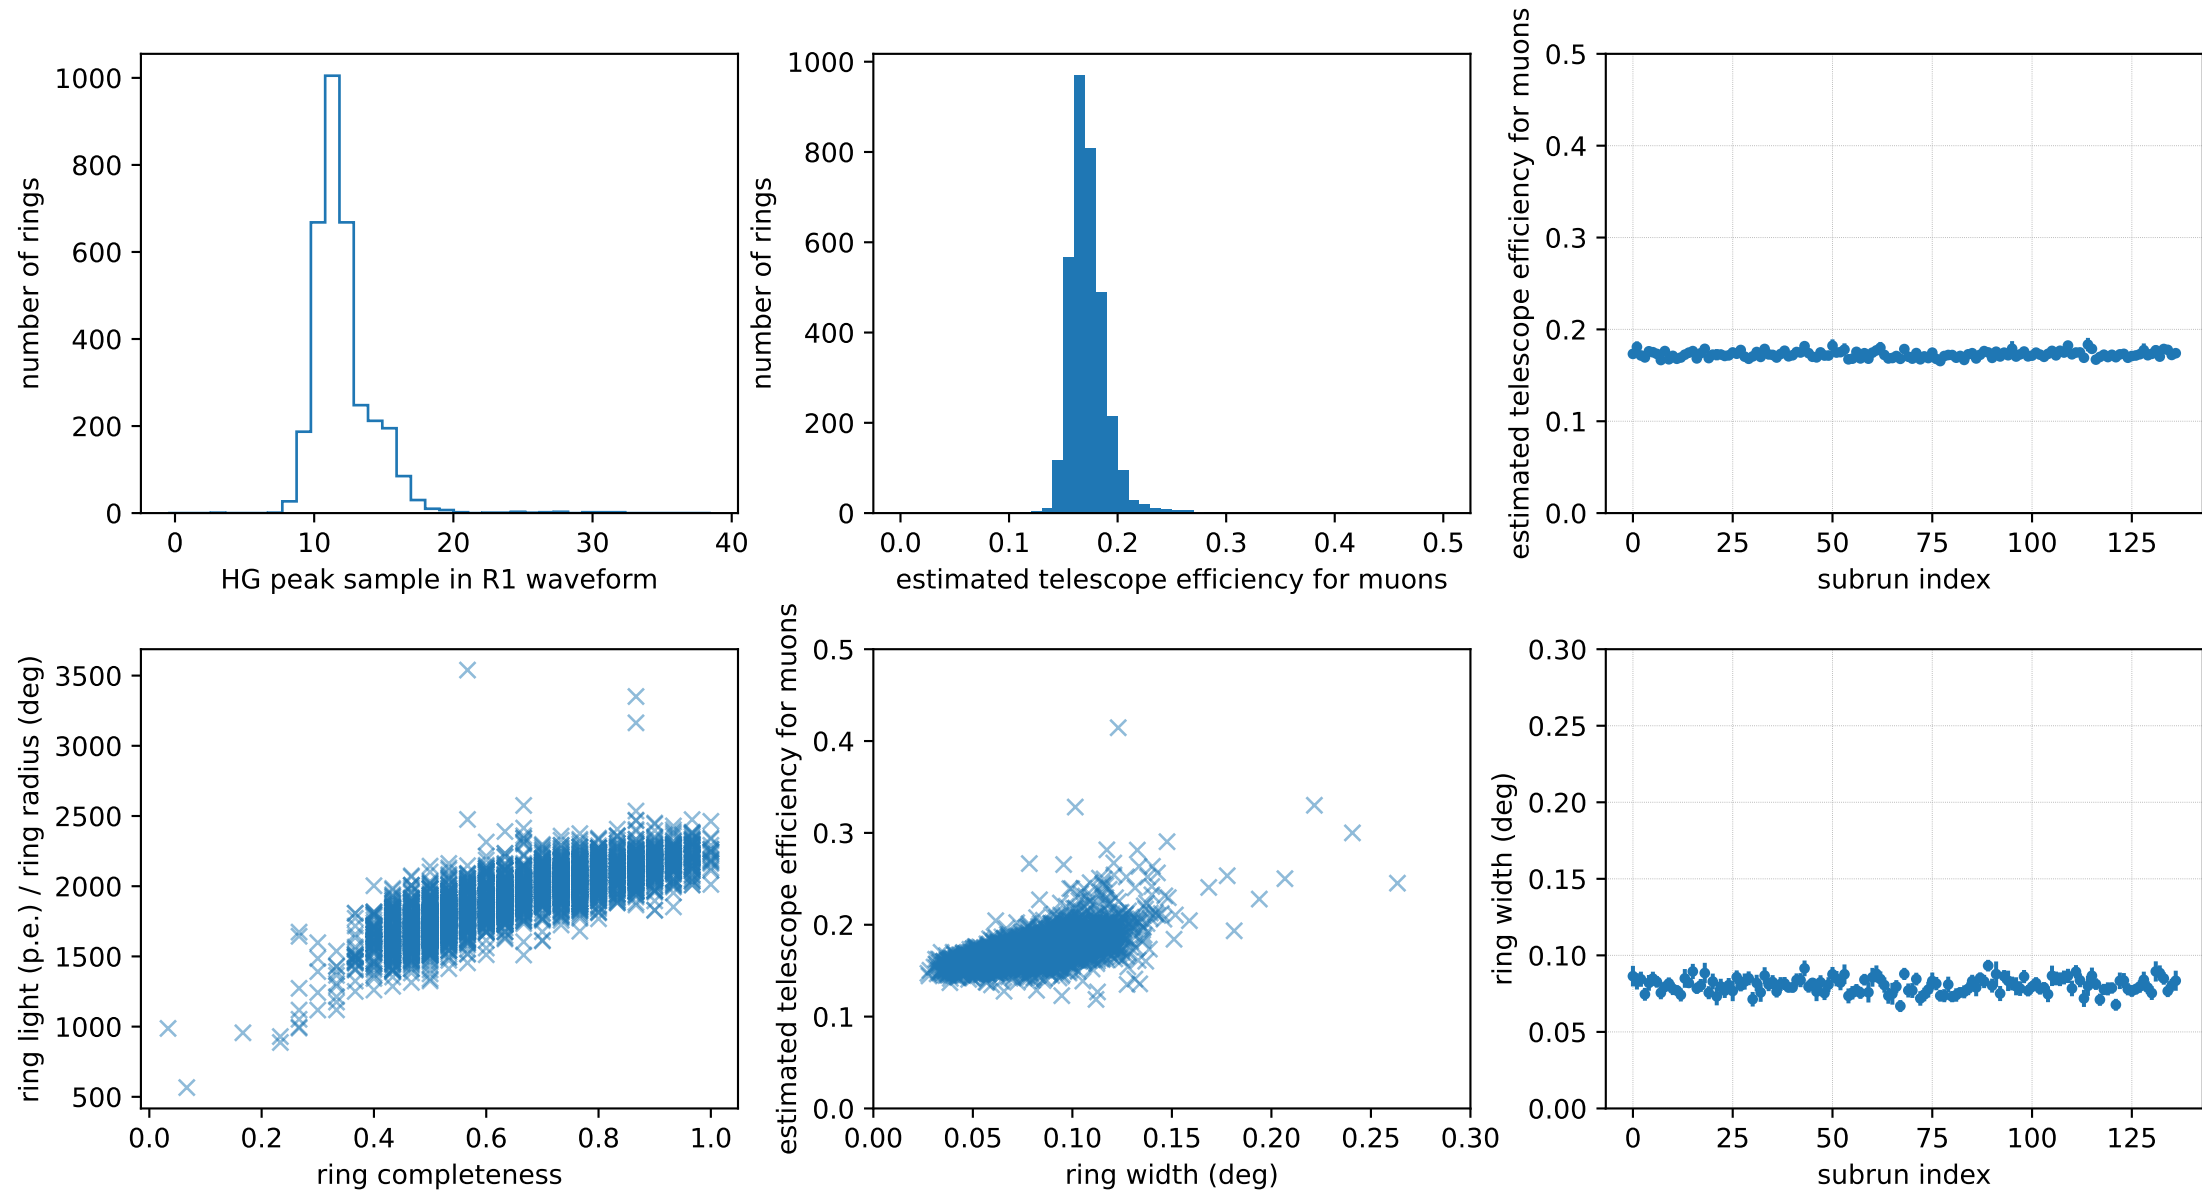 number of rings
1000
800
600
400
200
0
0 10 20 30 40
HG peak sample in R1 waveform
number of rings
1000
800
600
400
200
0
0.0 0.1 0.2 0.3 0.4 0.5
estimated telescope efficiency for muons
estimated telescope efficiency for muons
0.5
0.4
0.3
0.2
0.1
0.0
0 25 50 75 100 125
subrun index
ring light (p.e.) / ring radius (deg)
3500
3000
2500
2000
1500
1000
500
0.0 0.2 0.4 0.6 0.8 1.0
ring completeness
estimated telescope efficiency for muons
0.5
0.4
0.3
0.2
0.1
0.0
0.00 0.05 0.10 0.15 0.20 0.25 0.30
ring width (deg)
ring width (deg)
0.30
0.25
0.20
0.15
0.10
0.05
0.00
0 25 50 75 100 125
subrun index